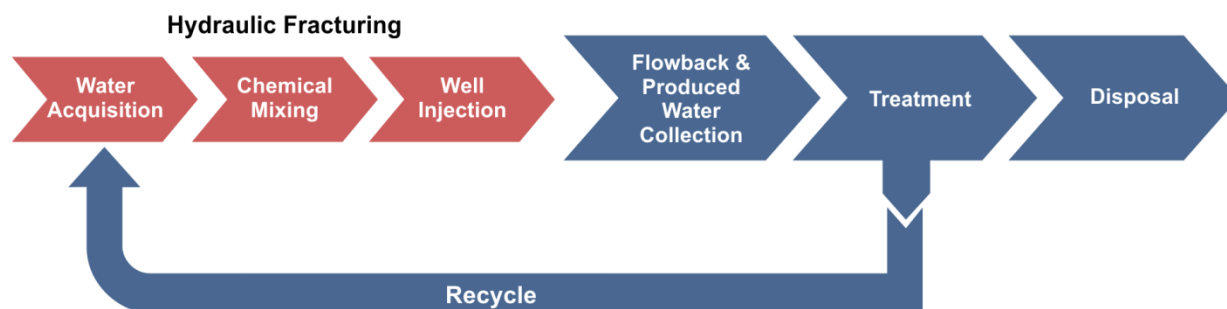 Hydraulic Fracturing
Water
Acquisition
Chemical
Mixing
Well
Injection
Flowback &
Produced
Water
Collection
Treatment
Disposal
Recycle